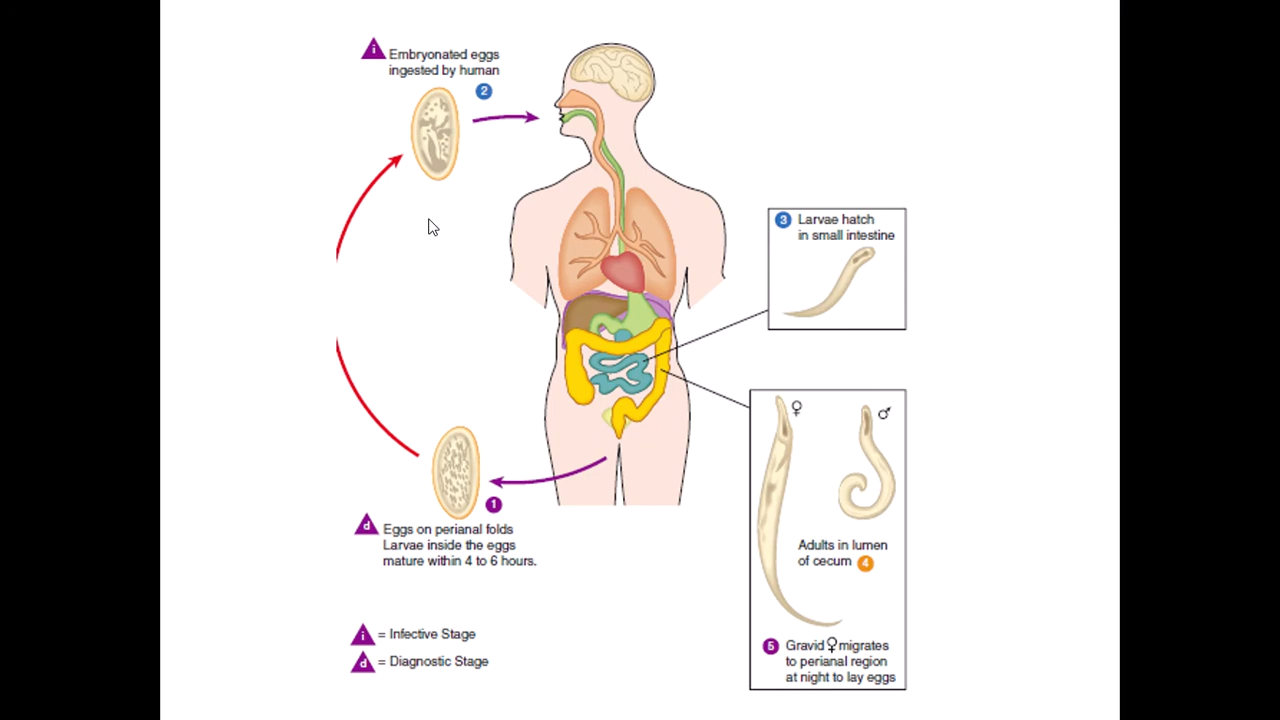 i Embryonated eggs
ingested by human
2
3 Larvae hatch
in small intestine
♀ ♂
Adults in lumen
of cecum 4
5 Gravid ♀ migrates
to perianal region
at night to lay eggs
1
d Eggs on perianal folds
Larvae inside the eggs
mature within 4 to 6 hours.
i = Infective Stage
d = Diagnostic Stage